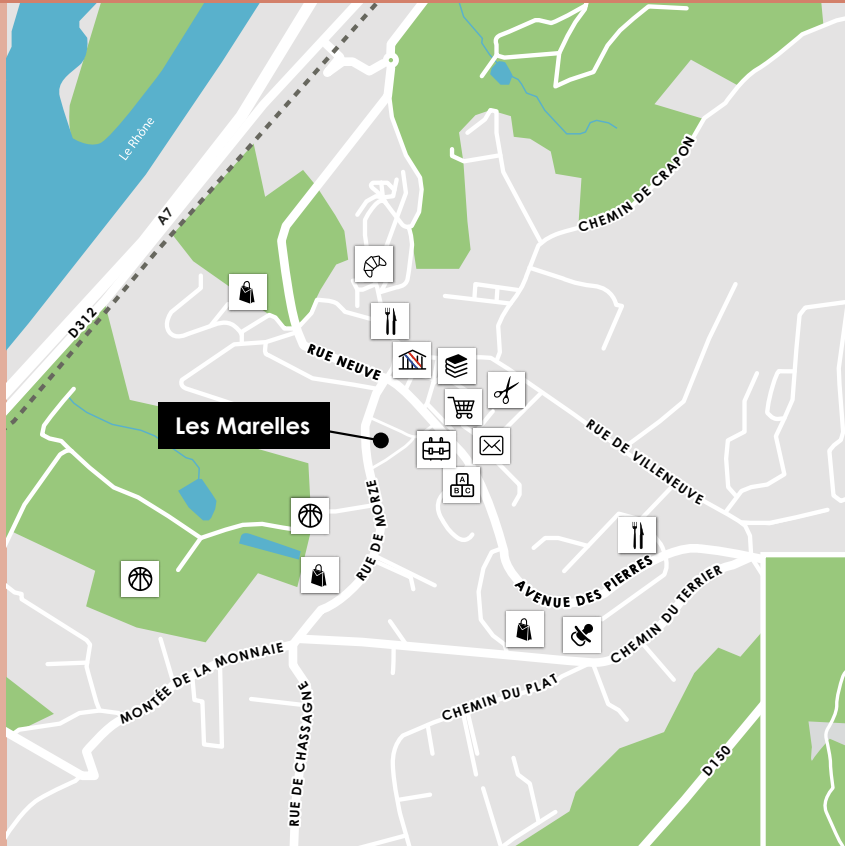 Le Rhône
A7
D312
CHEMIN DE CRAPON
RUE NEUVE
Les Marelles
RUE DE VILLENEUVE
A
B C
RUE DE MORZE
AVENUE DES PIERRES
CHEMIN DU TERRIER
MONTÉE DE LA MONNAIE
CHEMIN DU PLAT
RUE DE CHASSAGNE
D150